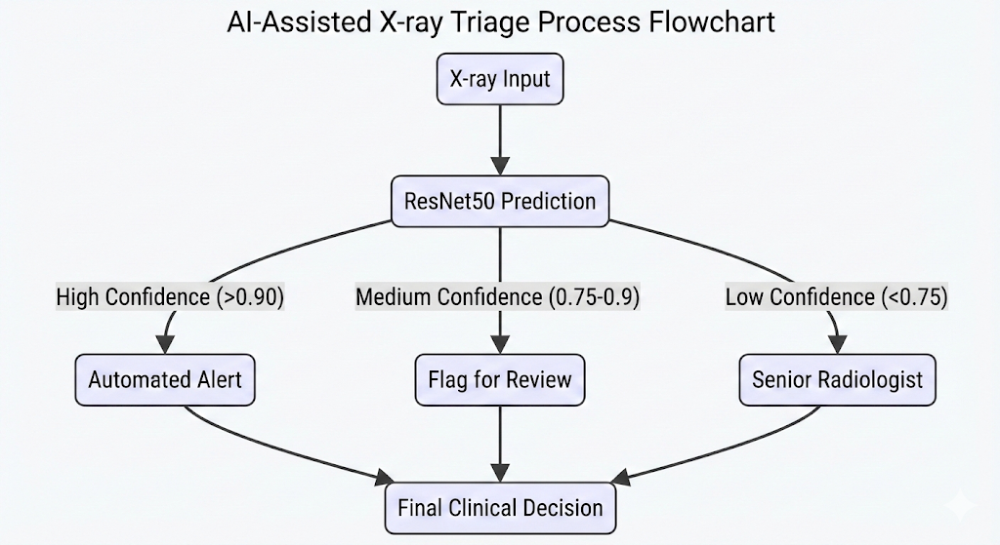 AI-Assisted X-ray Triage Process Flowchart
X-ray Input
ResNet50 Prediction
High Confidence (>0.90)
Medium Confidence (0.75-0.9)
Low Confidence (<0.75)
Automated Alert
Flag for Review
Senior Radiologist
Final Clinical Decision